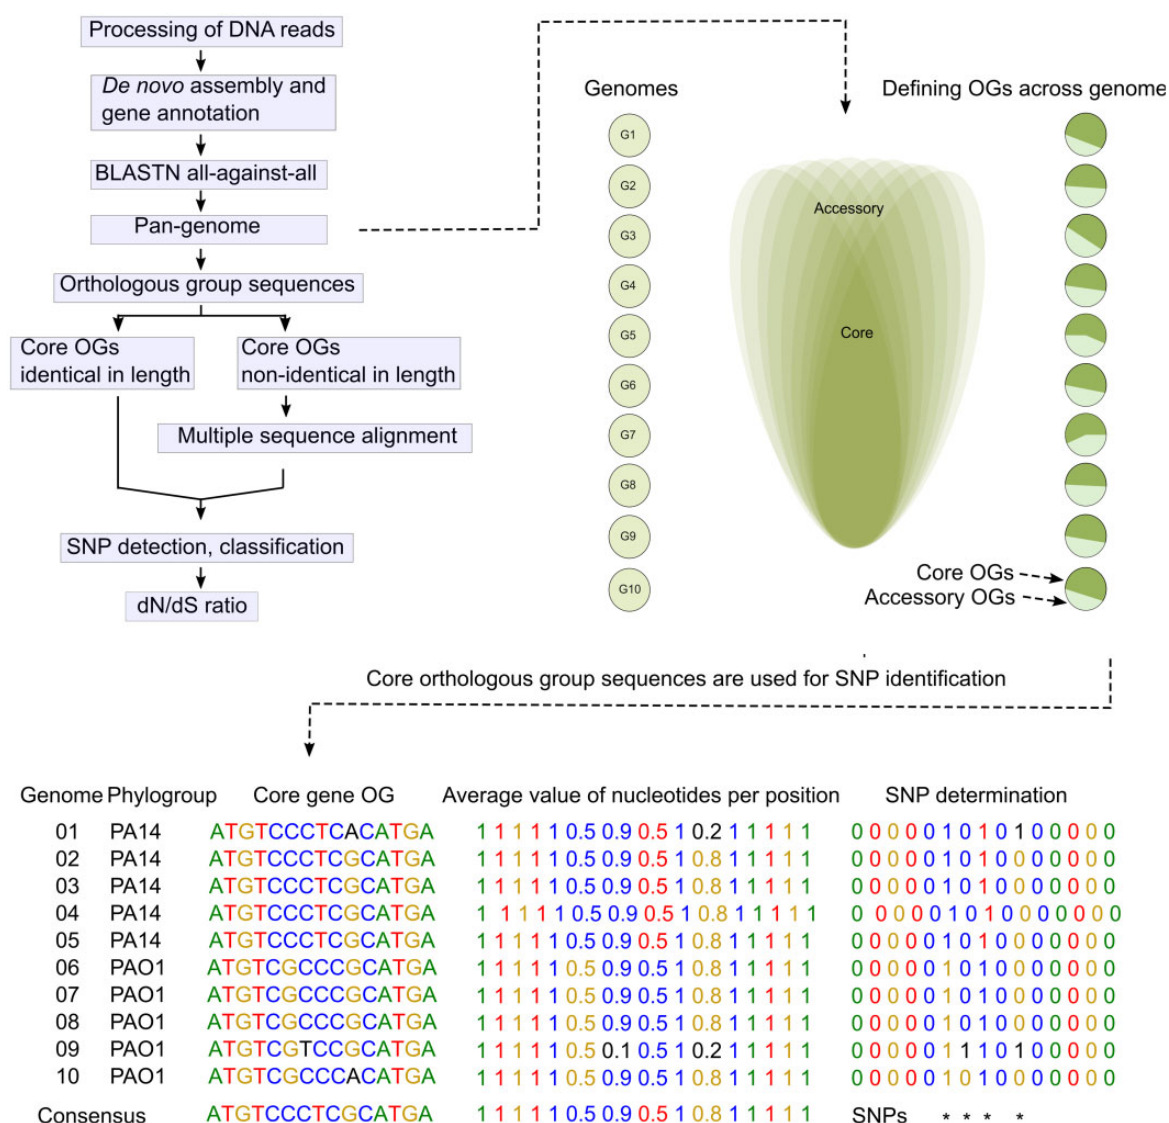 Processing of DNA reads
De novo assembly and
gene annotation
BLASTN all-against-all
Pan-genome
Orthologous group sequences
Core OGs
identical in length
Core OGs
non-identical in length
Multiple sequence alignment
SNP detection, classification
dN/dS ratio
Genomes
G1
G2
G3
G4
G5
G6
G7
G8
G9
G10
Accessory
Core
Defining OGs across genome
Core OGs
Accessory OGs
Core orthologous group sequences are used for SNP identification
Genome Phylogroup Core gene OG Average value of nucleotides per position SNP determination
01 PA14 ATGTCCCTCACATGA 1 1 1 1 1 0.5 0.9 0.5 1 0.2 1 1 1 1 1 0 0 0 0 0 1 0 1 0 1 0 0 0 0 0
02 PA14 ATGTCCCTCGCATGA 1 1 1 1 1 0.5 0.9 0.5 1 0.8 1 1 1 1 1 0 0 0 0 0 1 0 1 0 0 0 0 0 0 0
03 PA14 ATGTCCCTCGCATGA 1 1 1 1 1 0.5 0.9 0.5 1 0.8 1 1 1 1 1 0 0 0 0 0 1 0 1 0 0 0 0 0 0 0
04 PA14 ATGTCCCTCGCATGA 1 1 1 1 1 0.5 0.9 0.5 1 0.8 1 1 1 1 1 0 0 0 0 0 1 0 1 0 0 0 0 0 0 0
05 PA14 ATGTCCCTCGCATGA 1 1 1 1 1 0.5 0.9 0.5 1 0.8 1 1 1 1 1 0 0 0 0 0 1 0 1 0 0 0 0 0 0 0
06 PAO1 ATGTCGCCCGCATGA 1 1 1 1 1 0.5 0.9 0.5 1 0.8 1 1 1 1 1 0 0 0 0 0 1 0 1 0 0 0 0 0 0 0
07 PAO1 ATGTCGCCCGCATGA 1 1 1 1 1 0.5 0.9 0.5 1 0.8 1 1 1 1 1 0 0 0 0 0 1 0 1 0 0 0 0 0 0 0
08 PAO1 ATGTCGCCCGCATGA 1 1 1 1 1 0.5 0.9 0.5 1 0.8 1 1 1 1 1 0 0 0 0 0 1 0 1 0 0 0 0 0 0 0
09 PAO1 ATGTCGTCCGCATGA 1 1 1 1 1 0.5 0.1 0.5 1 0.2 1 1 1 1 1 0 0 0 0 0 1 1 1 0 1 0 0 0 0 0
10 PAO1 ATGTCGCCCACATGA 1 1 1 1 1 0.5 0.9 0.5 1 0.8 1 1 1 1 1 0 0 0 0 0 1 0 1 0 0 0 0 0 0 0
Consensus ATGTCCCTCGCATGA 1 1 1 1 1 0.5 0.9 0.5 1 0.8 1 1 1 1 1 SNPs * * * *